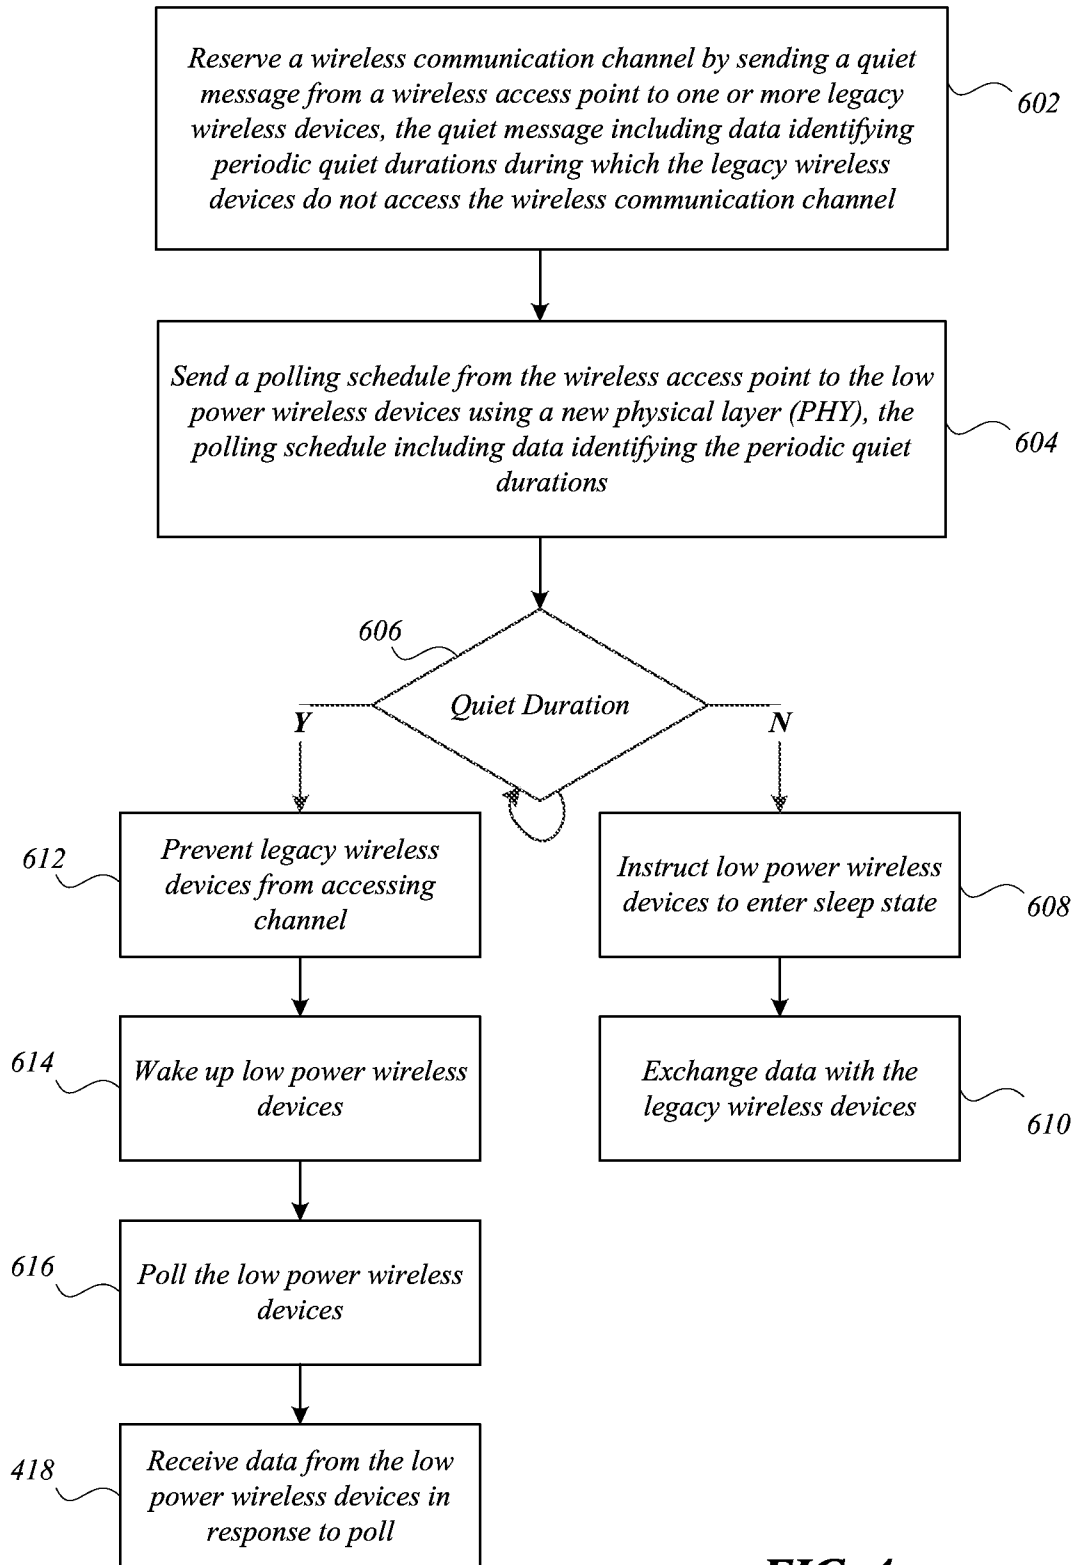 Reserve a wireless communication channel by sending a quiet
message from a wireless access point to one or more legacy
wireless devices, the quiet message including data identifying
periodic quiet durations during which the legacy wireless
devices do not access the wireless communication channel
602
Send a polling schedule from the wireless access point to the low
power wireless devices using a new physical layer (PHY), the
polling schedule including data identifying the periodic quiet
durations
604
606
Quiet Duration
Y
N
612
Prevent legacy wireless
devices from accessing
channel
Instruct low power wireless
devices to enter sleep state
608
614
Wake up low power wireless
devices
Exchange data with the
legacy wireless devices
610
616
Poll the low power wireless
devices
418
Receive data from the low
power wireless devices in
response to poll